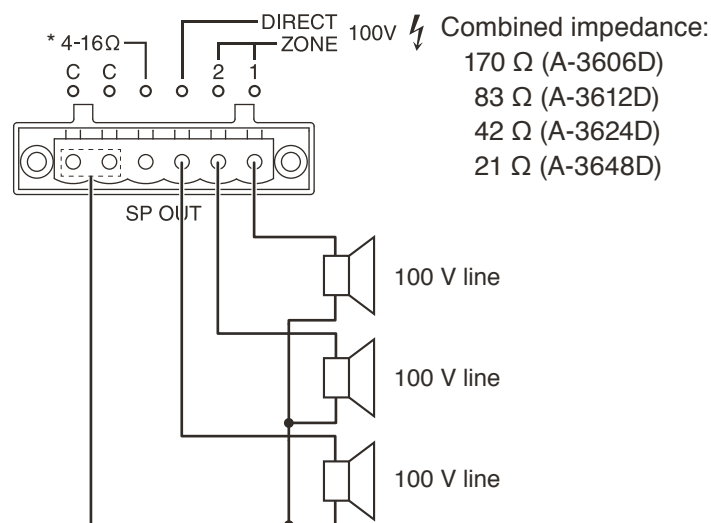 DIRECT
ZONE
100V
* 4-16Ω
C C 2 1
SP OUT
Combined impedance:
170 Ω (A-3606D)
83 Ω (A-3612D)
42 Ω (A-3624D)
21 Ω (A-3648D)
100 V line
100 V line
100 V line